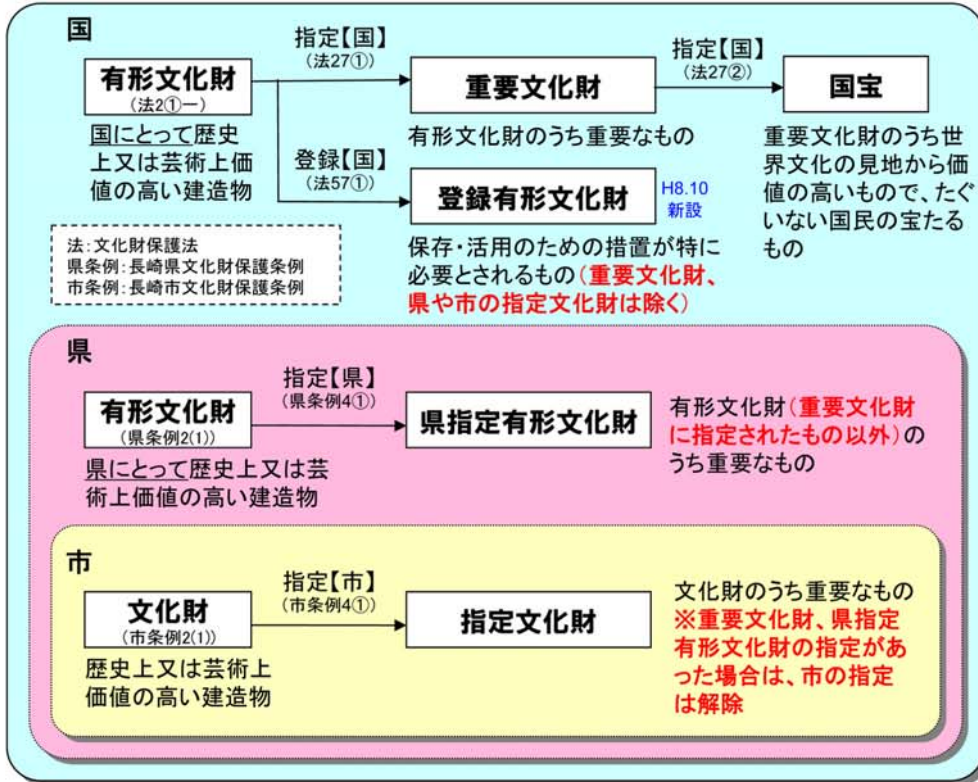 国
指定【国】
(法27①)
指定【国】
(法27②)
有形文化財
(法2①一)
重要文化財
国宝
国にとって歴史
上又は芸術上価
値の高い建造物
有形文化財のうち重要なもの
重要文化財のうち世
界文化の見地から価
値の高いもので、たぐ
いない国民の宝たる
もの
登録【国】
(法57①)
登録有形文化財
H8.10
新設
保存・活用のための措置が特に
必要とされるもの(重要文化財、
県や市の指定文化財は除く)
法:文化財保護法
県条例:長崎県文化財保護条例
市条例:長崎市文化財保護条例
県
指定【県】
(県条例4①)
有形文化財
(県条例2(1))
県指定有形文化財
有形文化財(重要文化財
に指定されたもの以外)の
うち重要なもの
県にとって歴史上又は芸
術上価値の高い建造物
市
指定【市】
(市条例4①)
文化財
(市条例2(1))
指定文化財
文化財のうち重要なもの
※重要文化財、県指定
有形文化財の指定があ
った場合は、市の指定
は解除
歴史上又は芸術上
価値の高い建造物